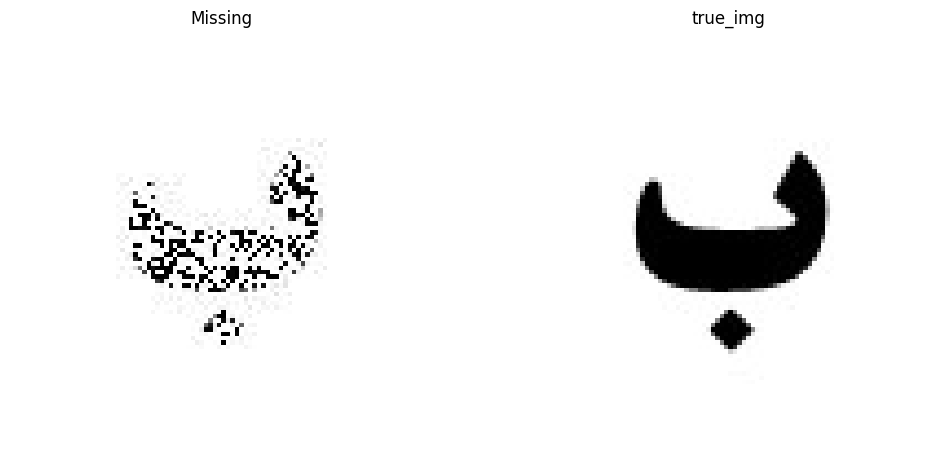 Missing true_img
ب ب